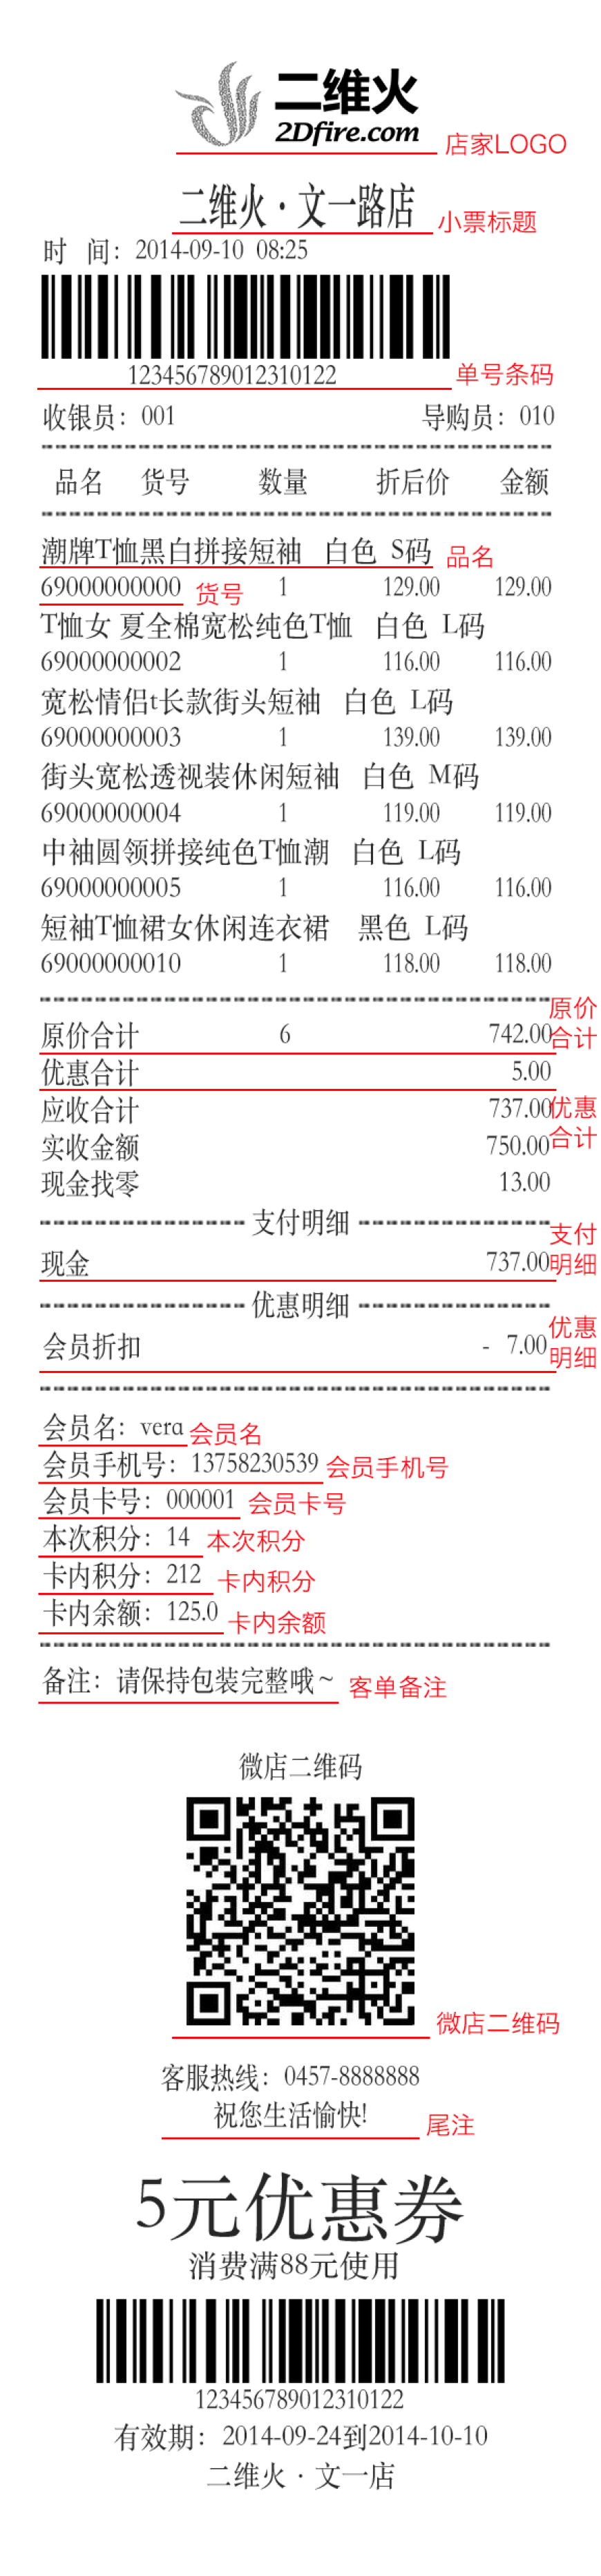 二维火
2Dfire.com 店家LOGO
二维火·文一路店 小票标题
时 间：2014-09-10 08:25
123456789012310122 单号条码
收银员：001 导购员：010
品名 货号 数量 折后价 金额
潮牌T恤黑白拼接短袖 白色 S码 品名
69000000000 货号 1 129.00 129.00
T恤女 夏全棉宽松纯色T恤 白色 L码
69000000002 1 116.00 116.00
宽松情侣t长款街头短袖 白色 L码
69000000003 1 139.00 139.00
街头宽松透视装休闲短袖 白色 M码
69000000004 1 119.00 119.00
中袖圆领拼接纯色T恤潮 白色 L码
69000000005 1 116.00 116.00
短袖T恤裙女休闲连衣裙 黑色 L码
69000000010 1 118.00 118.00
原价合计 6 742.00 原价合计
优惠合计 5.00
应收合计 737.00 优惠合计
实收金额 750.00
现金找零 13.00
支付明细
现金 737.00 支付明细
优惠明细
会员折扣 - 7.00 优惠明细
会员名：vera 会员名
会员手机号：13758230539 会员手机号
会员卡号：000001 会员卡号
本次积分：14 本次积分
卡内积分：212 卡内积分
卡内余额：125.0 卡内余额
备注：请保持包装完整哦~ 客单备注
微店二维码
微店二维码
客服热线：0457-8888888
祝您生活愉快! 尾注
5元优惠券
消费满88元使用
123456789012310122
有效期：2014-09-24到2014-10-10
二维火·文一店